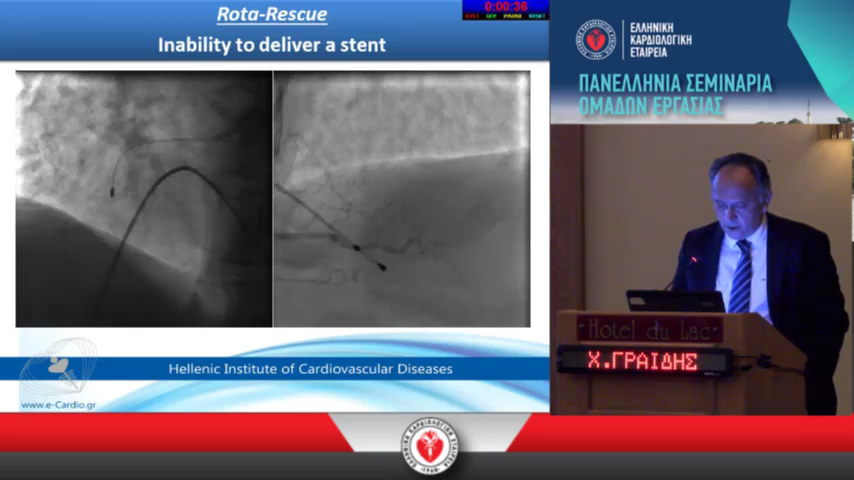 Rota-Rescue
Inability to deliver a stent
0:00:36
ΕΛΛΗΝΙΚΗ
ΚΑΡΔΙΟΛΟΓΙΚΗ
ΕΤΑΙΡΕΙΑ
ΠΑΝΕΛΛΗΝΙΑ ΣΕΜΙΝΑΡΙΑ
ΟΜΑΔΩΝ ΕΡΓΑΣΙΑΣ
Hotel du Lac
Χ.ΓΡΑΙΔΗΣ
Hellenic Institute of Cardiovascular Diseases
www.e-Cardio.gr